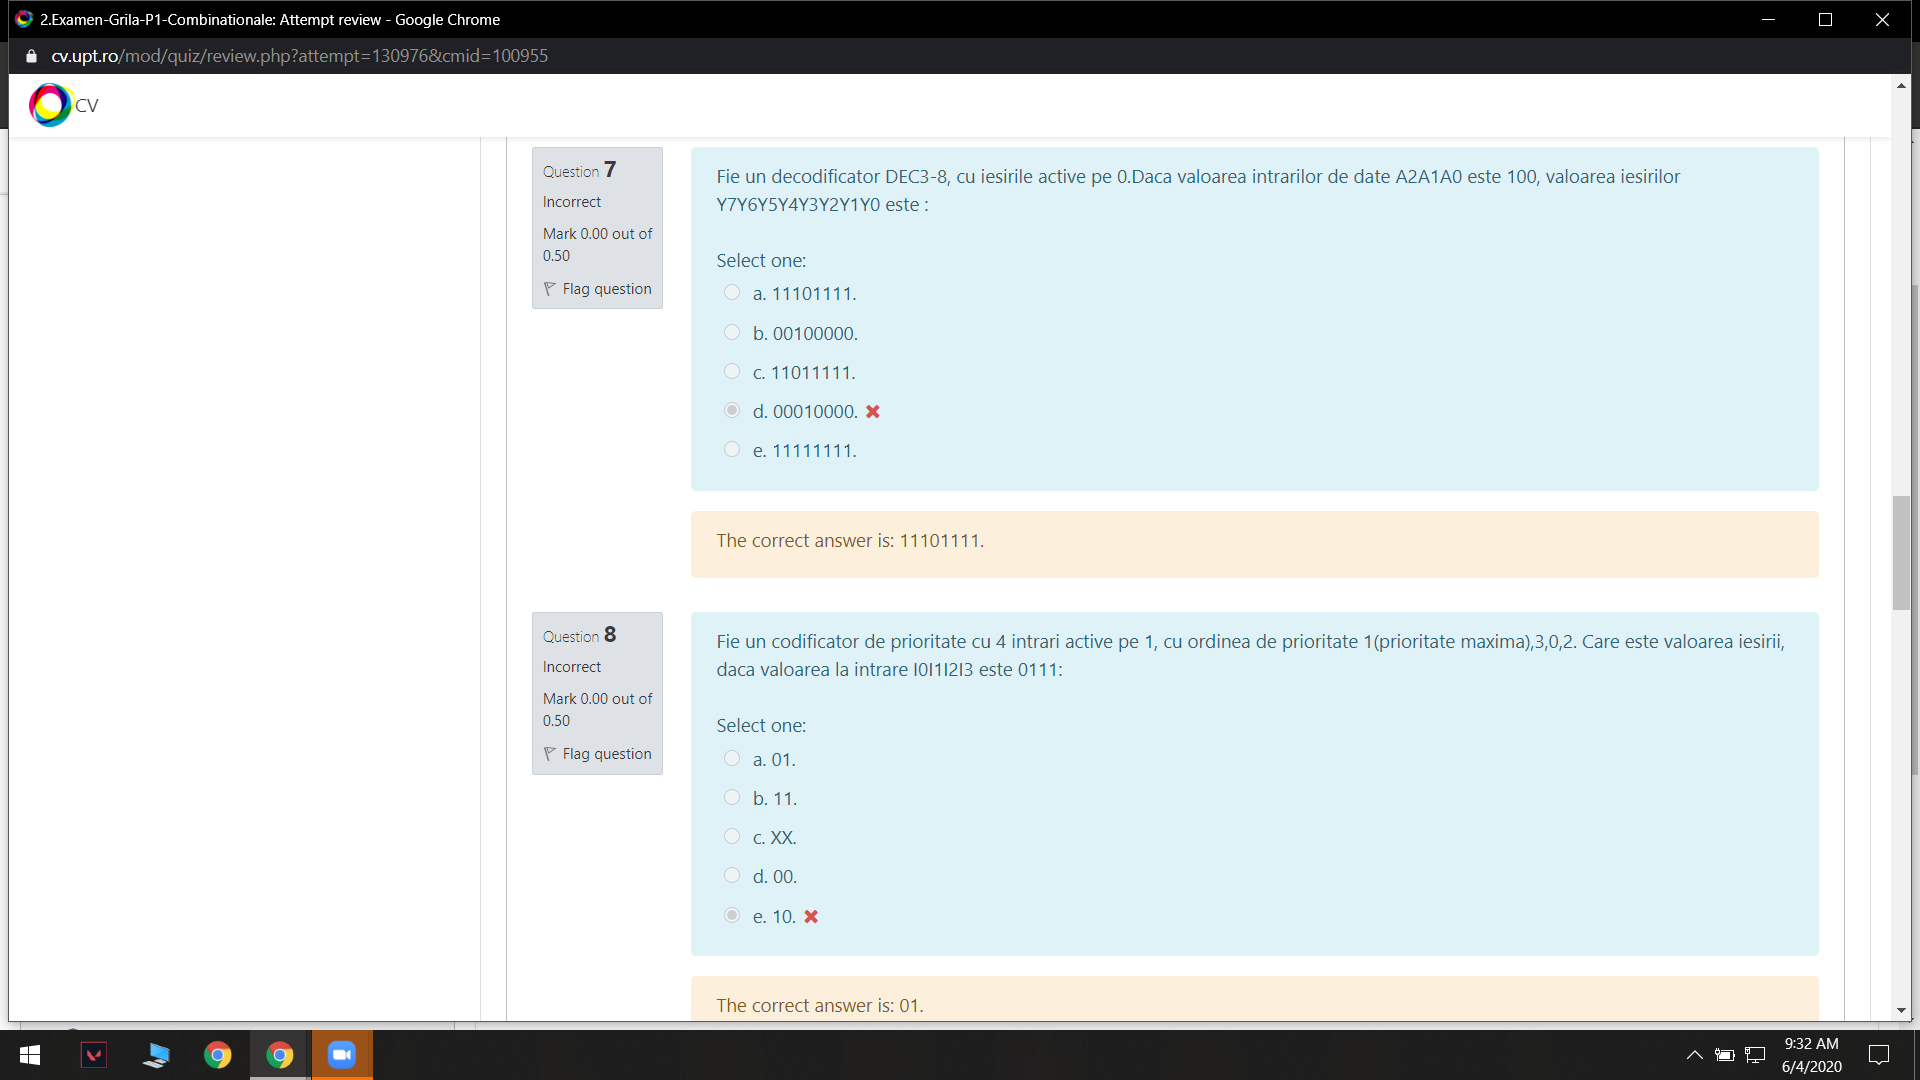 2.Examen-Grila-P1-Combinationale: Attempt review - Google Chrome
cv.upt.ro/mod/quiz/review.php?attempt=130976&cmid=100955
CV
Question 7
Incorrect
Mark 0.00 out of
0.50
Flag question
Fie un decodificator DEC3-8, cu iesirile active pe 0.Daca valoarea intrarilor de date A2A1A0 este 100, valoarea iesirilor
Y7Y6Y5Y4Y3Y2Y1Y0 este :
Select one:
a. 11101111.
b. 00100000.
c. 11011111.
d. 00010000.
e. 11111111.
The correct answer is: 11101111.
Question 8
Incorrect
Mark 0.00 out of
0.50
Flag question
Fie un codificator de prioritate cu 4 intrari active pe 1, cu ordinea de prioritate 1(prioritate maxima),3,0,2. Care este valoarea iesirii,
daca valoarea la intrare I0I1I2I3 este 0111:
Select one:
a. 01.
b. 11.
c. XX.
d. 00.
e. 10.
The correct answer is: 01.
9:32 AM
6/4/2020